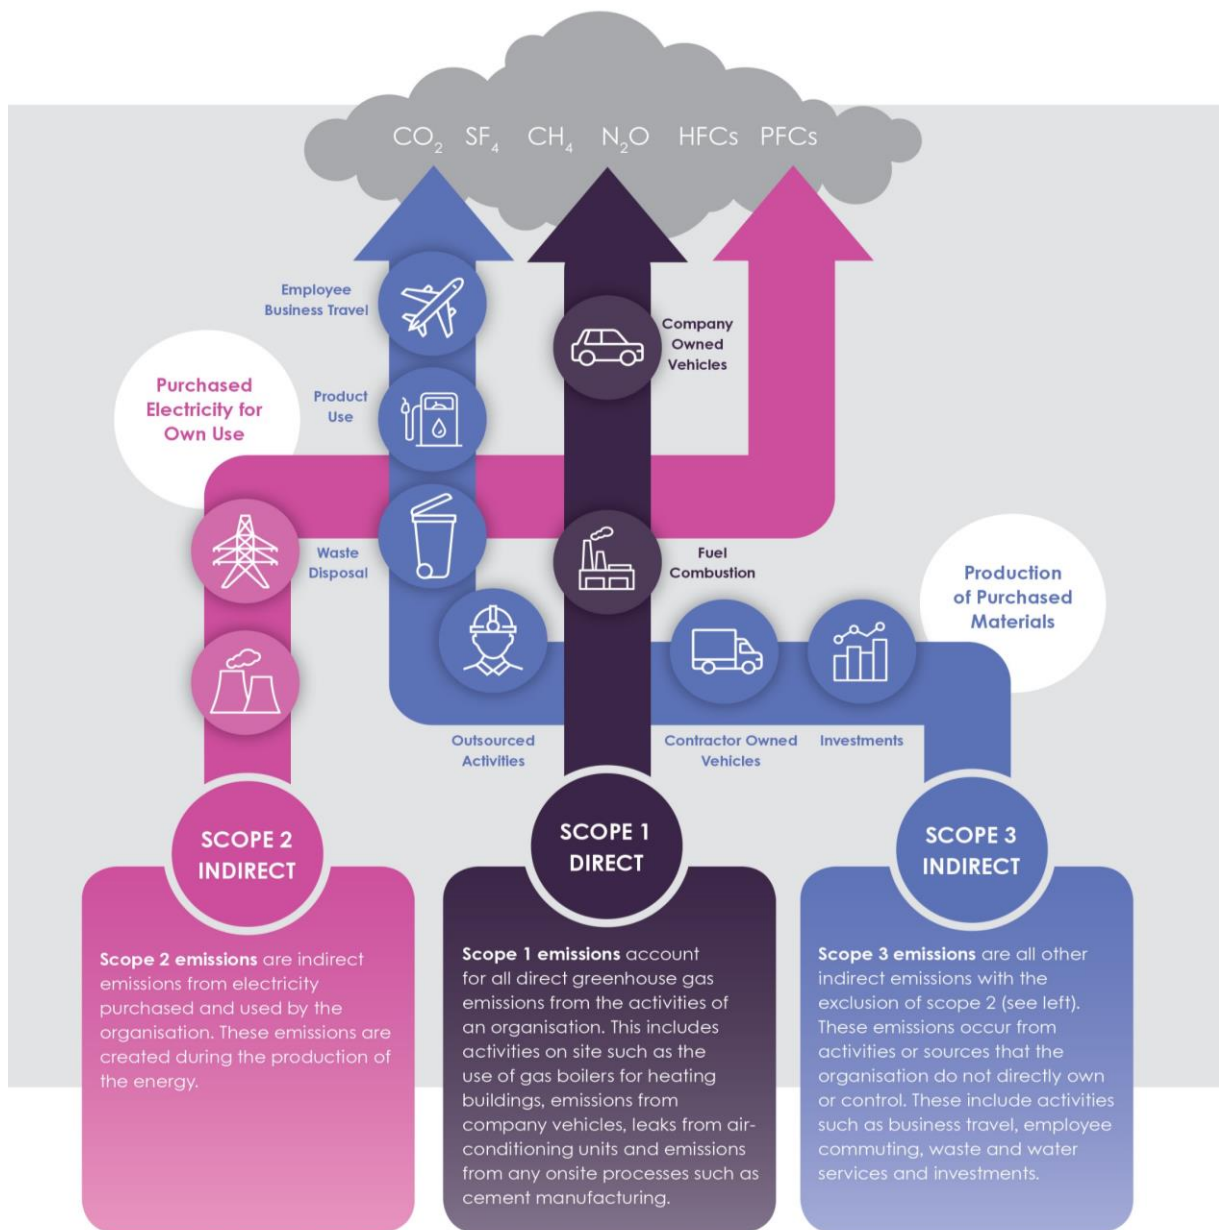 CO₂ SF₄ CH₄ N₂O HFCs PFCs
Employee
Business Travel
Company
Owned
Vehicles
Purchased
Electricity for
Own Use
Product
Use
Waste
Disposal
Fuel
Combustion
Production
of Purchased
Materials
Outsourced
Activities
Contractor Owned
Vehicles
Investments
SCOPE 2
INDIRECT
Scope 2 emissions are indirect
emissions from electricity
purchased and used by the
organisation. These emissions are
created during the production of
the energy.
SCOPE 1
DIRECT
Scope 1 emissions account
for all direct greenhouse gas
emissions from the activities of
an organisation. This includes
activities on site such as the
use of gas boilers for heating
buildings, emissions from
company vehicles, leaks from air-
conditioning units and emissions
from any onsite processes such as
cement manufacturing.
SCOPE 3
INDIRECT
Scope 3 emissions are all other
indirect emissions with the
exclusion of scope 2 (see left).
These emissions occur from
activities or sources that the
organisation do not directly own
or control. These include activities
such as business travel, employee
commuting, waste and water
services and investments.